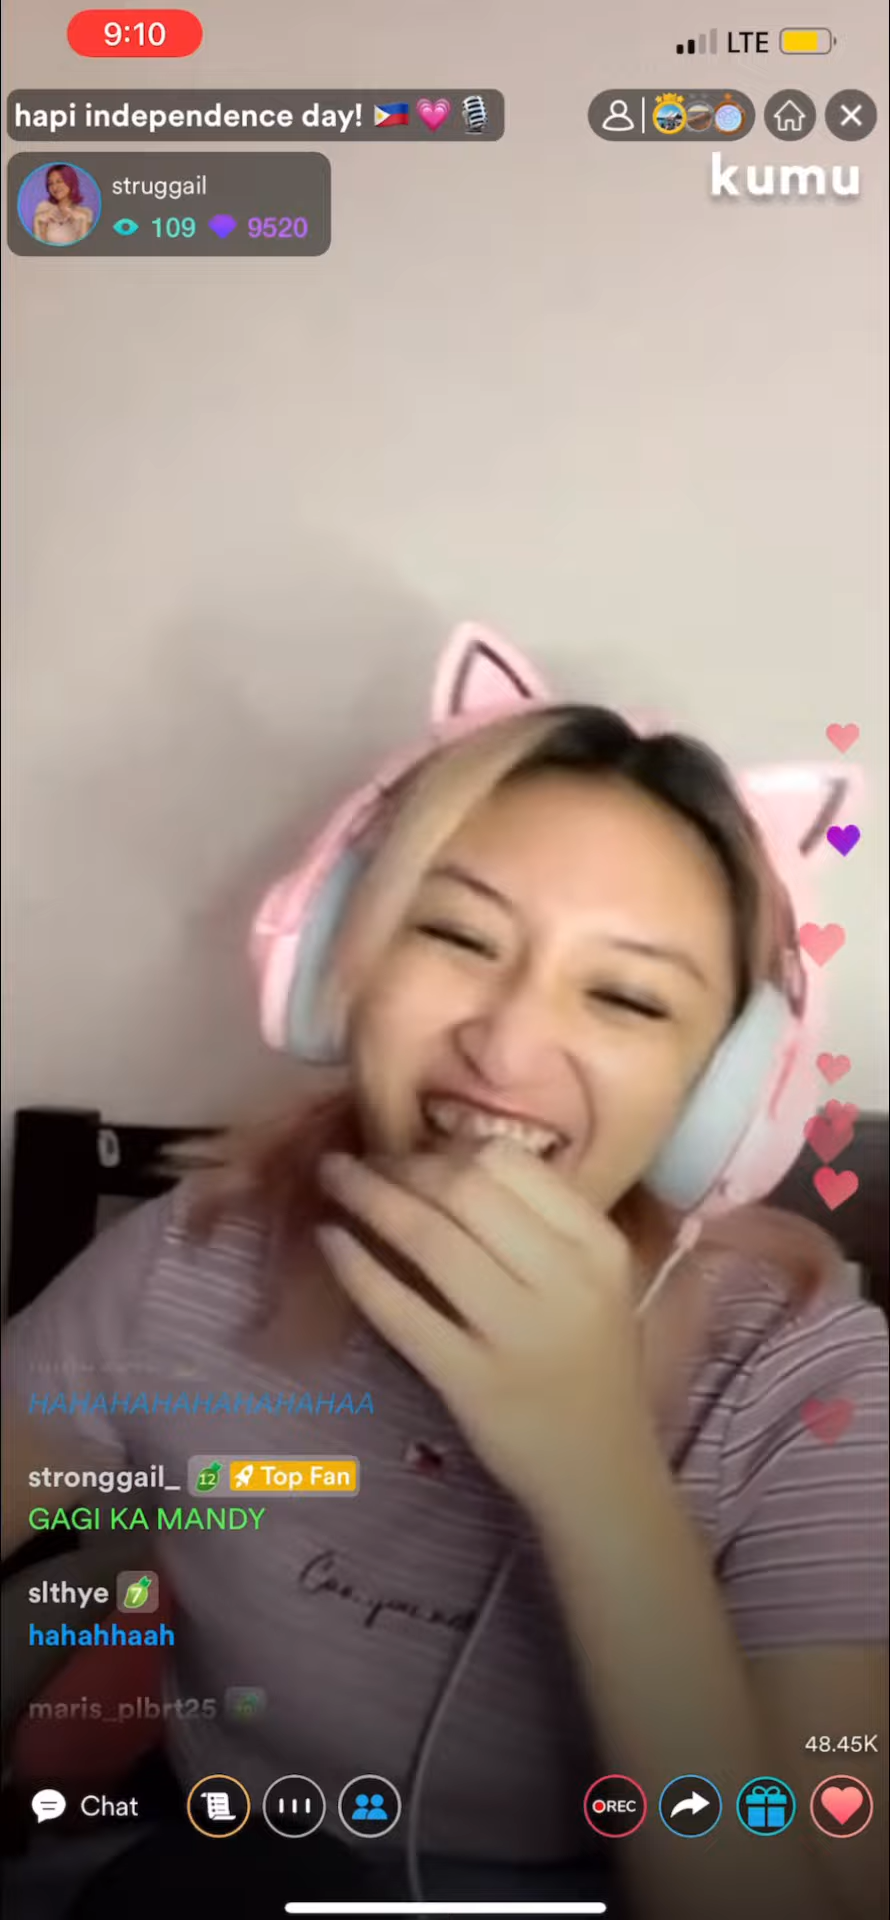 9:10
LTE
hapi independence day! 🇵🇭💗🎙️
kumu
struggail
109 9520
HAHAHAHAHAHAHAHAA
stronggail_ 12 Top Fan
GAGI KA MANDY
slthye 7
hahahhaah
maris_plbrt25
48.45K
Chat
REC